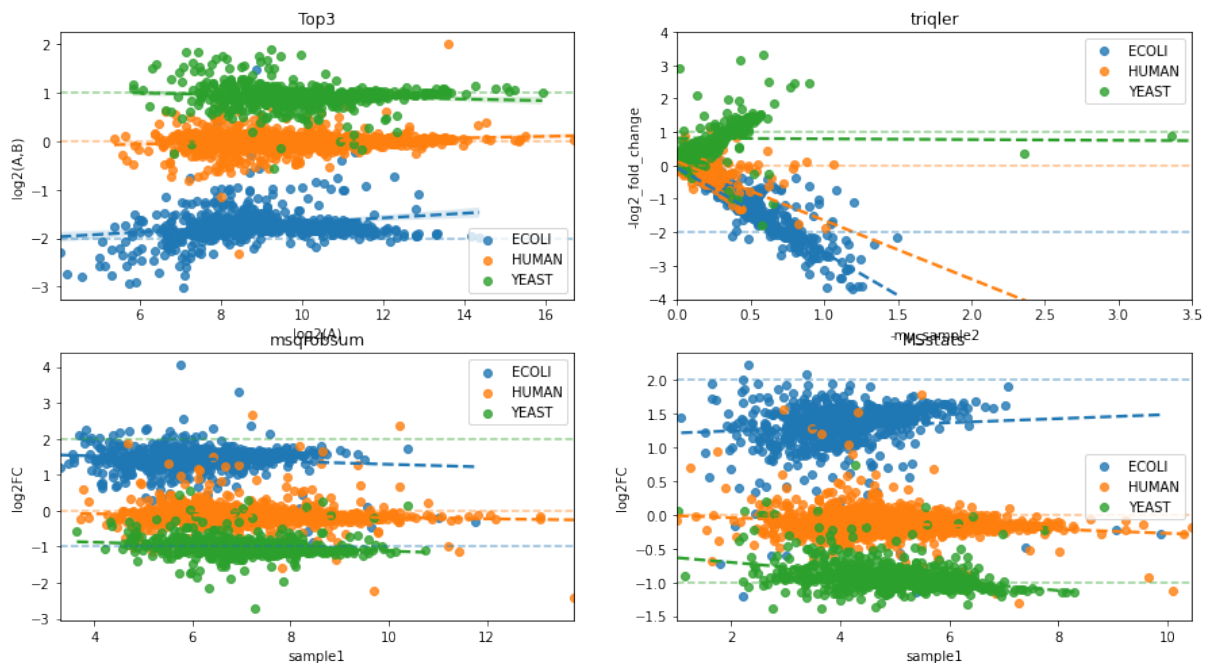 Top3
2
1
0
−1
−2
−3
log2(A,B)
ECOLI
HUMAN
YEAST
6
8
10
12
14
16
log2(A)
triqler
4
3
2
1
0
−1
−2
−3
−4
-log2_fold_change
ECOLI
HUMAN
YEAST
0.0
0.5
1.0
1.5
2.0
2.5
3.0
3.5
-mu_sample2
msqrobsum
4
3
2
1
0
−1
−2
−3
log2FC
ECOLI
HUMAN
YEAST
4
6
8
10
12
sample1
MSstats
2.0
1.5
1.0
0.5
0.0
−0.5
−1.0
−1.5
log2FC
ECOLI
HUMAN
YEAST
2
4
6
8
10
sample1